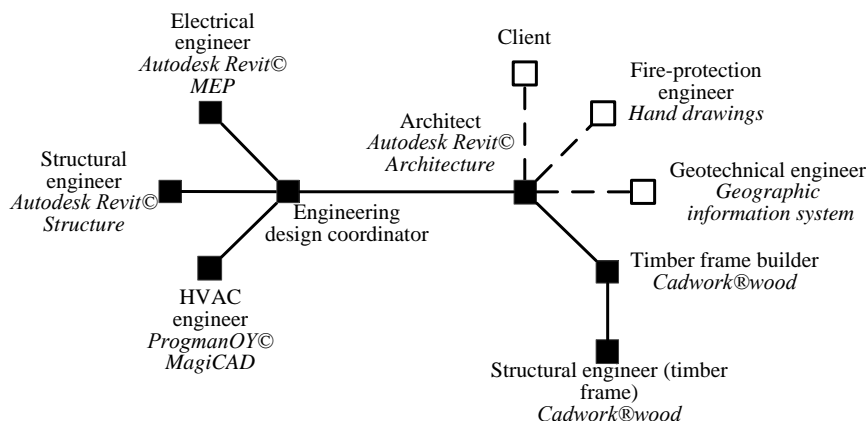 Electrical
engineer
Autodesk Revit©
MEP
Client
Fire-protection
engineer
Hand drawings
Architect
Autodesk Revit©
Architecture
Structural
engineer
Autodesk Revit©
Structure
Engineering
design coordinator
Geotechnical engineer
Geographic
information system
HVAC
engineer
ProgmanOY©
MagiCAD
Timber frame builder
Cadwork®wood
Structural engineer (timber
frame)
Cadwork®wood